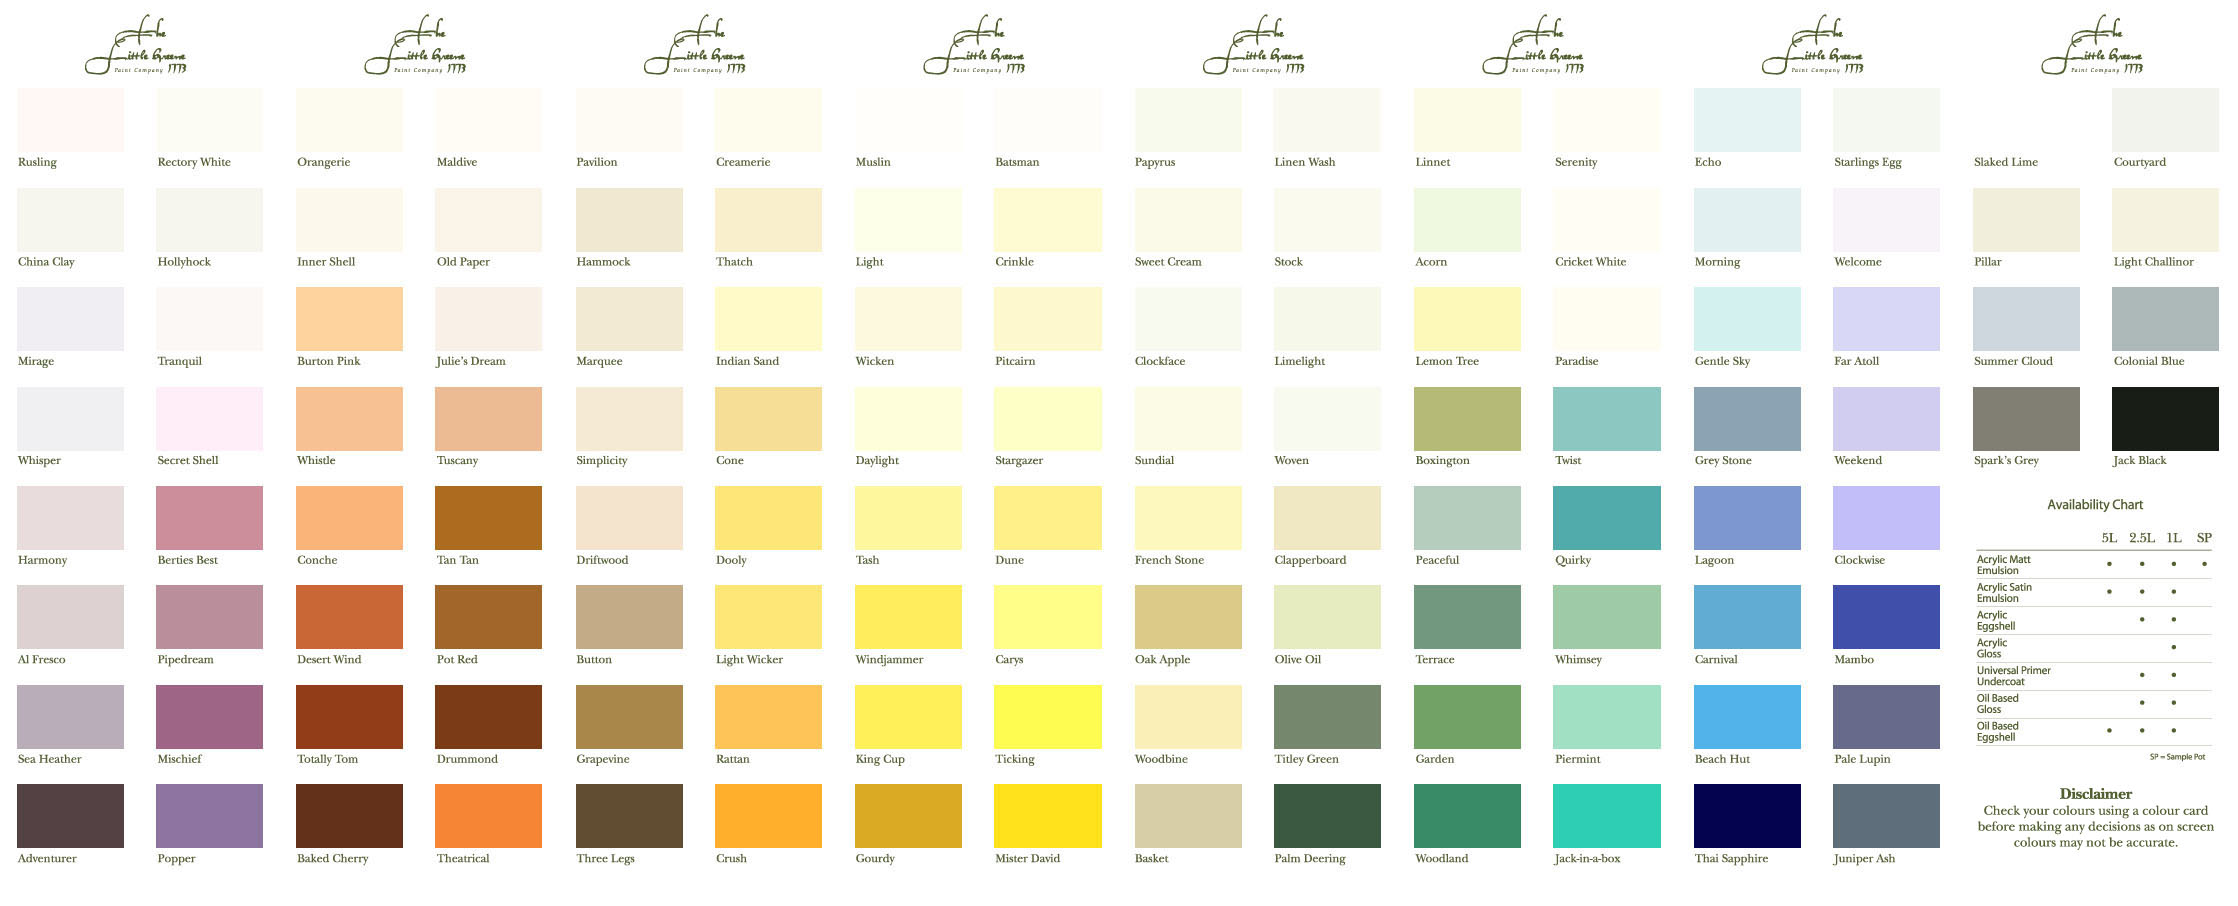 The
Little Greene
Paint Company 1773
The
Little Greene
Paint Company 1773
The
Little Greene
Paint Company 1773
The
Little Greene
Paint Company 1773
The
Little Greene
Paint Company 1773
The
Little Greene
Paint Company 1773
The
Little Greene
Paint Company 1773
The
Little Greene
Paint Company 1773
Rusling Rectory White Orangerie Maldive Pavilion Creamerie Muslin Batsman Papyrus Linen Wash Linnet Serenity Echo Starlings Egg Slaked Lime Courtyard
China Clay Hollyhock Inner Shell Old Paper Hammock Thatch Light Crinkle Sweet Cream Stock Acorn Cricket White Morning Welcome Pillar Light Challinor
Mirage Tranquil Burton Pink Julie's Dream Marquee Indian Sand Wicken Pitcairn Clockface Limelight Lemon Tree Paradise Gentle Sky Far Atoll Summer Cloud Colonial Blue
Whisper Secret Shell Whistle Tuscany Simplicity Cone Daylight Stargazer Sundial Woven Boxington Twist Grey Stone Weekend Spark's Grey Jack Black
Harmony Berties Best Conche Tan Tan Driftwood Dooly Tash Dune French Stone Clapperboard Peaceful Quirky Lagoon Clockwise
Al Fresco Pipedream Desert Wind Pot Red Button Light Wicker Windjammer Carys Oak Apple Olive Oil Terrace Whimsey Carnival Mambo
Sea Heather Mischief Totally Tom Drummond Grapevine Rattan King Cup Ticking Woodbine Titley Green Garden Piermint Beach Hut Pale Lupin
Adventurer Popper Baked Cherry Theatrical Three Legs Crush Gourdy Mister David Basket Palm Deering Woodland Jack-in-a-box Thai Sapphire Juniper Ash
Availability Chart
5L 2.5L 1L SP
Acrylic Matt
Emulsion • • • •
Acrylic Satin
Emulsion • • •
Acrylic
Eggshell • •
Acrylic
Gloss •
Universal Primer
Undercoat • •
Oil Based
Gloss • •
Oil Based
Eggshell • • •
SP = Sample Pot
Disclaimer
Check your colours using a colour card
before making any decisions as on screen
colours may not be accurate.